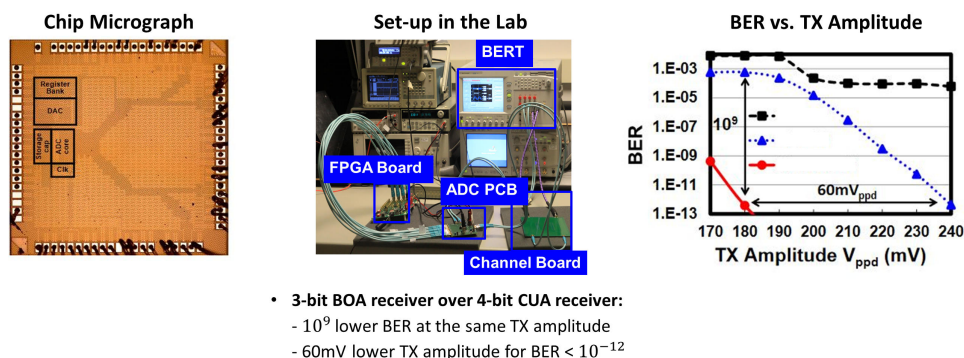 Chip Micrograph
Set-up in the Lab
BER vs. TX Amplitude
Register
Bank
DAC
Storage
cap
ADC
core
Clk
BERT
FPGA Board
ADC PCB
Channel Board
BER
1.E-03
1.E-05
1.E-07
1.E-09
1.E-11
1.E-13
10⁹
60mVppd
170 180 190 200 210 220 230 240
TX Amplitude Vppd (mV)
• 3-bit BOA receiver over 4-bit CUA receiver:
- 10⁹ lower BER at the same TX amplitude
- 60mV lower TX amplitude for BER < 10⁻¹²